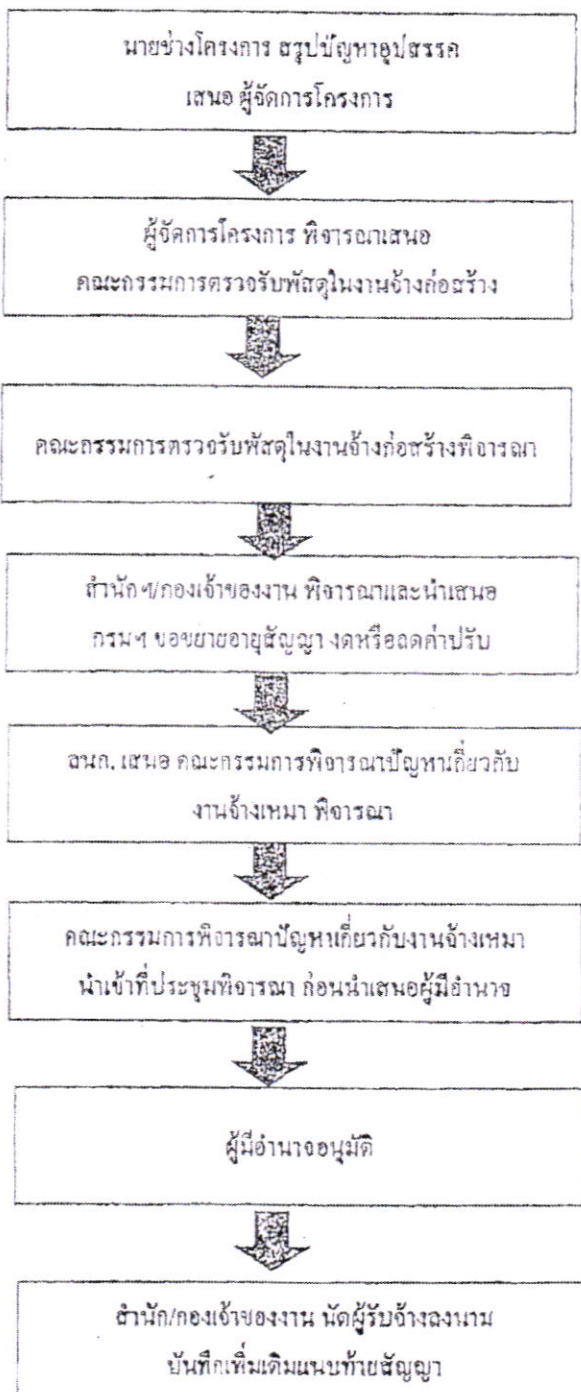 นายช่างโครงการ สรุปปัญหาอุปสรรค
เสนอ ผู้จัดการโครงการ
ผู้จัดการโครงการ พิจารณาเสนอ
คณะกรรมการตรวจรับพัสดุในงานจ้างก่อสร้าง
คณะกรรมการตรวจรับพัสดุในงานจ้างก่อสร้างพิจารณา
สำนักฯ/กองเจ้าของงาน พิจารณาและนำเสนอ
กรมฯ ขอขยายอายุสัญญา งดหรือลดค่าปรับ
สนก. เสนอ คณะกรรมการพิจารณาปัญหาเกี่ยวกับ
งานจ้างเหมา พิจารณา
คณะกรรมการพิจารณาปัญหาเกี่ยวกับงานจ้างเหมา
นำเข้าที่ประชุมพิจารณา ก่อนนำเสนอผู้มีอำนาจ
ผู้มีอำนาจอนุมัติ
สำนัก/กองเจ้าของงาน นัดผู้รับจ้างลงนาม
บันทึกเพิ่มเติมแนบท้ายสัญญา